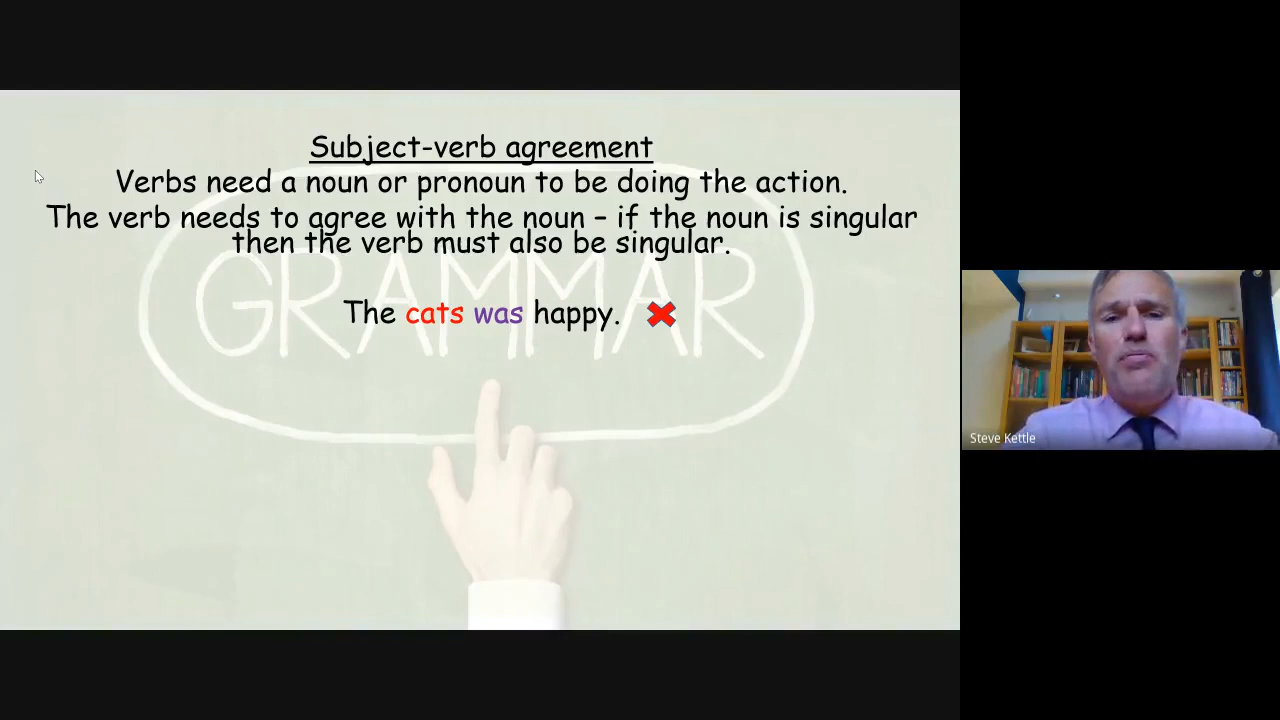 Subject-verb agreement
Verbs need a noun or pronoun to be doing the action.
The verb needs to agree with the noun – if the noun is singular
then the verb must also be singular.
GRAMMAR
The cats was happy.
Steve Kettle